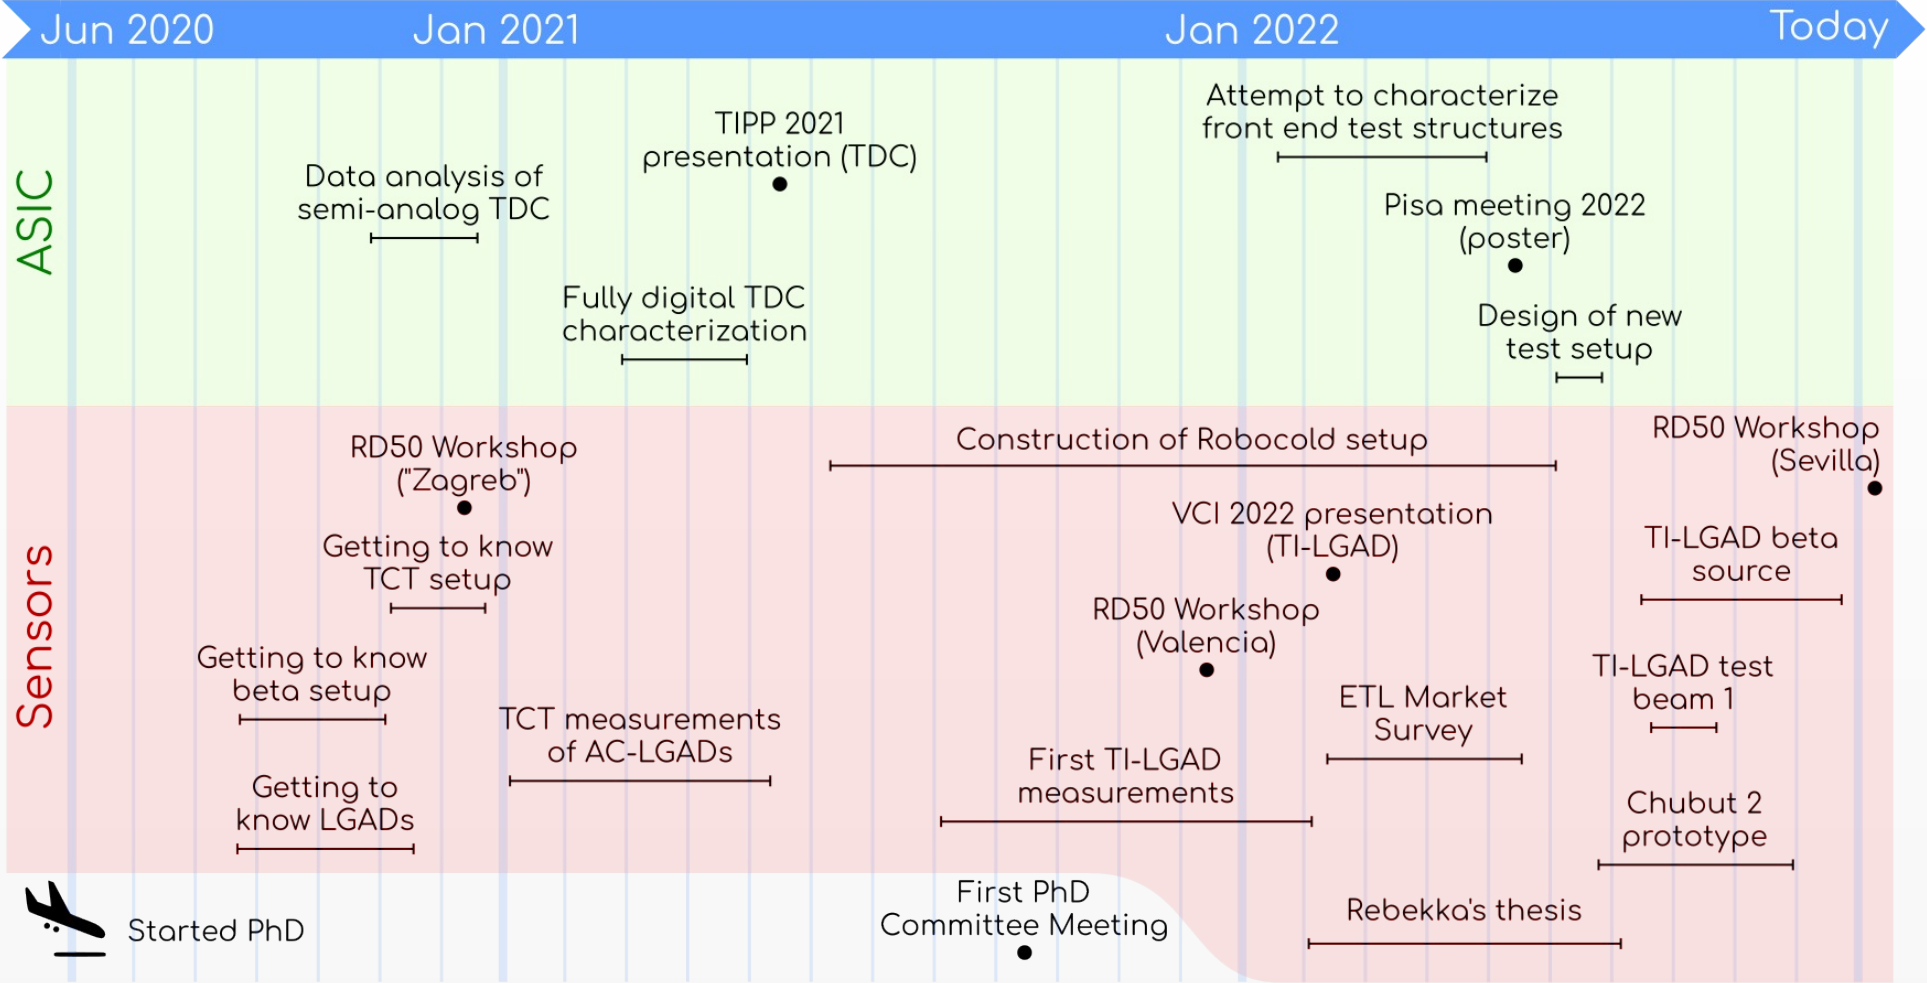 Jun 2020
Jan 2021
Jan 2022
Today
ASIC
Data analysis of
semi-analog TDC
TIPP 2021
presentation (TDC)
Fully digital TDC
characterization
Attempt to characterize
front end test structures
Pisa meeting 2022
(poster)
Design of new
test setup
Sensors
RD50 Workshop
("Zagreb")
Getting to know
TCT setup
Getting to know
beta setup
Getting to
know LGADs
TCT measurements
of AC-LGADs
Construction of Robocold setup
VCI 2022 presentation
(TI-LGAD)
RD50 Workshop
(Valencia)
First TI-LGAD
measurements
ETL Market
Survey
RD50 Workshop
(Sevilla)
TI-LGAD beta
source
TI-LGAD test
beam 1
Chubut 2
prototype
Rebekka's thesis
Started PhD
First PhD
Committee Meeting